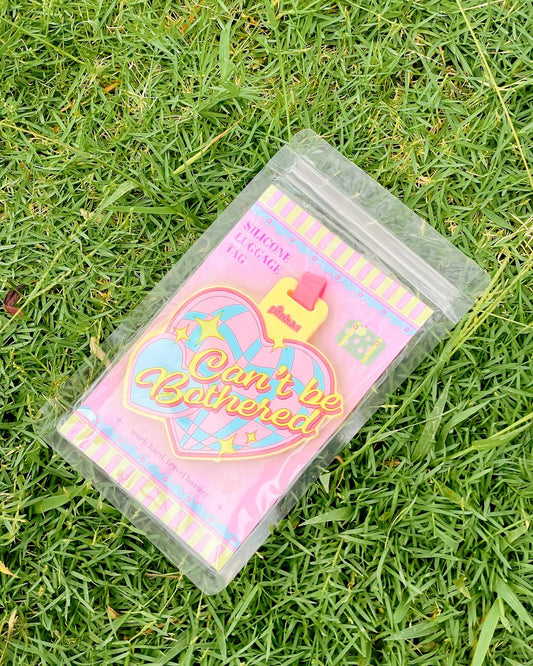 SILICONE
LUGGAGE
TAG
Can't be
Bothered
work hard, travel harder